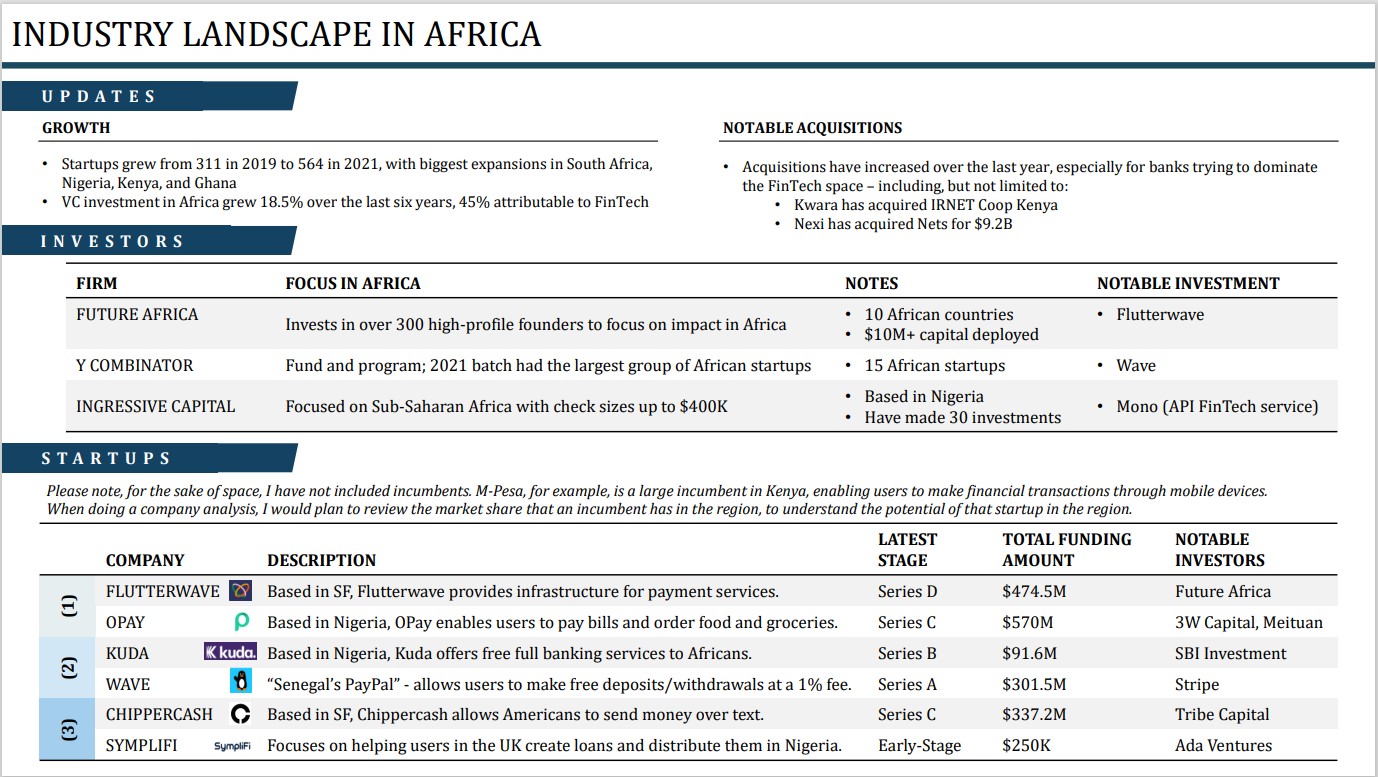 INDUSTRY LANDSCAPE IN AFRICA
UPDATES
GROWTH
• Startups grew from 311 in 2019 to 564 in 2021, with biggest expansions in South Africa,
Nigeria, Kenya, and Ghana
• VC investment in Africa grew 18.5% over the last six years, 45% attributable to FinTech
NOTABLE ACQUISITIONS
• Acquisitions have increased over the last year, especially for banks trying to dominate
the FinTech space – including, but not limited to:
• Kwara has acquired IRNET Coop Kenya
• Nexi has acquired Nets for $9.2B
INVESTORS
FIRM FOCUS IN AFRICA NOTES NOTABLE INVESTMENT
FUTURE AFRICA Invests in over 300 high-profile founders to focus on impact in Africa • 10 African countries • Flutterwave
• $10M+ capital deployed
Y COMBINATOR Fund and program; 2021 batch had the largest group of African startups • 15 African startups • Wave
INGRESSIVE CAPITAL Focused on Sub-Saharan Africa with check sizes up to $400K • Based in Nigeria • Mono (API FinTech service)
• Have made 30 investments
STARTUPS
Please note, for the sake of space, I have not included incumbents. M-Pesa, for example, is a large incumbent in Kenya, enabling users to make financial transactions through mobile devices.
When doing a company analysis, I would plan to review the market share that an incumbent has in the region, to understand the potential of that startup in the region.
COMPANY DESCRIPTION LATEST STAGE TOTAL FUNDING AMOUNT NOTABLE INVESTORS
(1)
FLUTTERWAVE Based in SF, Flutterwave provides infrastructure for payment services. Series D $474.5M Future Africa
OPAY Based in Nigeria, OPay enables users to pay bills and order food and groceries. Series C $570M 3W Capital, Meituan
(2)
KUDA kuda. Based in Nigeria, Kuda offers free full banking services to Africans. Series B $91.6M SBI Investment
WAVE “Senegal’s PayPal” - allows users to make free deposits/withdrawals at a 1% fee. Series A $301.5M Stripe
(3)
CHIPPERCASH Based in SF, Chippercash allows Americans to send money over text. Series C $337.2M Tribe Capital
SYMPLIFI SympliFi Focuses on helping users in the UK create loans and distribute them in Nigeria. Early-Stage $250K Ada Ventures